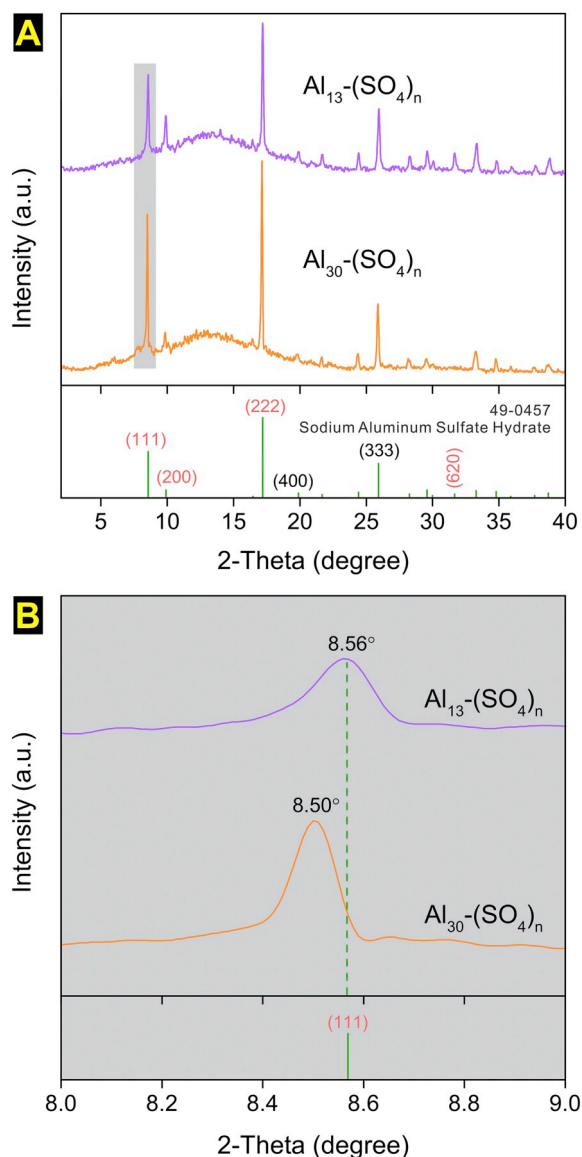 A
Al13-(SO4)n
Al30-(SO4)n
Intensity (a.u.)
(222)
49-0457
Sodium Aluminum Sulfate Hydrate
(111)
(200)
(400)
(333)
(620)
5 10 15 20 25 30 35 40
2-Theta (degree)
B
8.56°
Al13-(SO4)n
8.50°
Intensity (a.u.)
Al30-(SO4)n
(111)
8.0 8.2 8.4 8.6 8.8 9.0
2-Theta (degree)